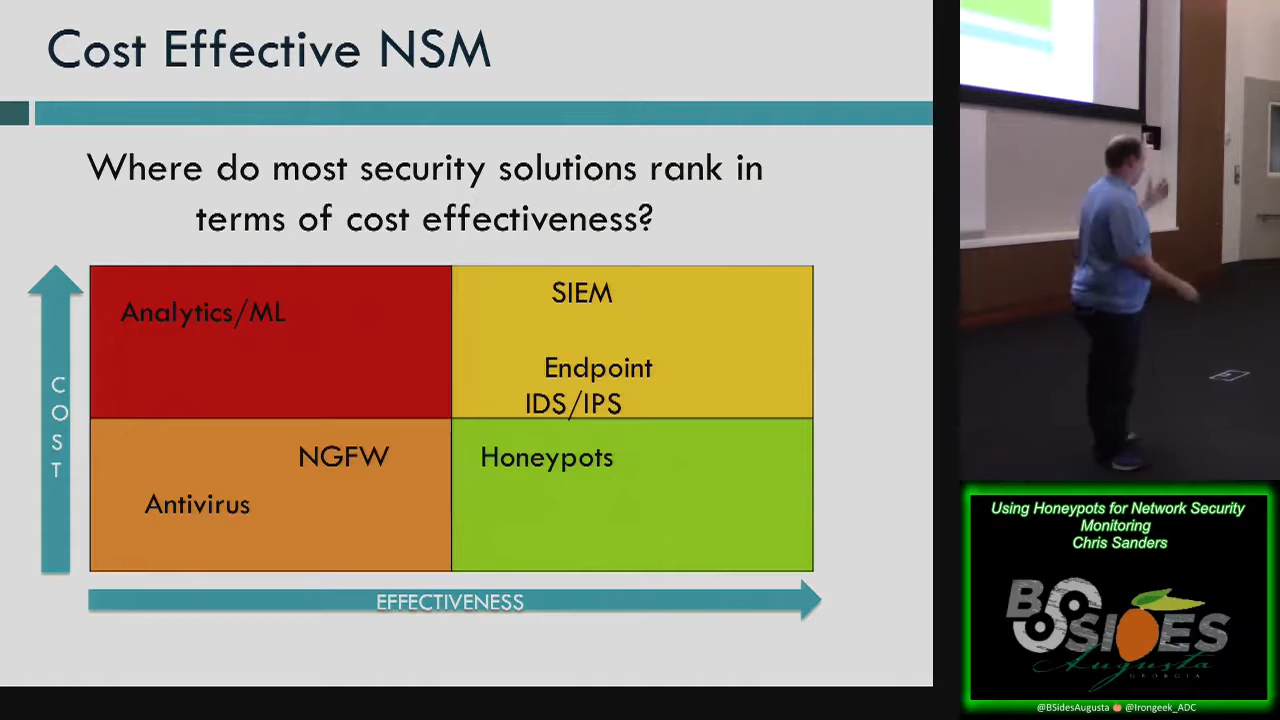 Cost Effective NSM
Where do most security solutions rank in
terms of cost effectiveness?
COST
Analytics/ML
SIEM
Endpoint
IDS/IPS
NGFW
Honeypots
Antivirus
EFFECTIVENESS
Using Honeypots for Network Security
Monitoring
Chris Sanders
BSIDES
Augusta
GEORGIA
@BSidesAugusta @Irongeek_ADC